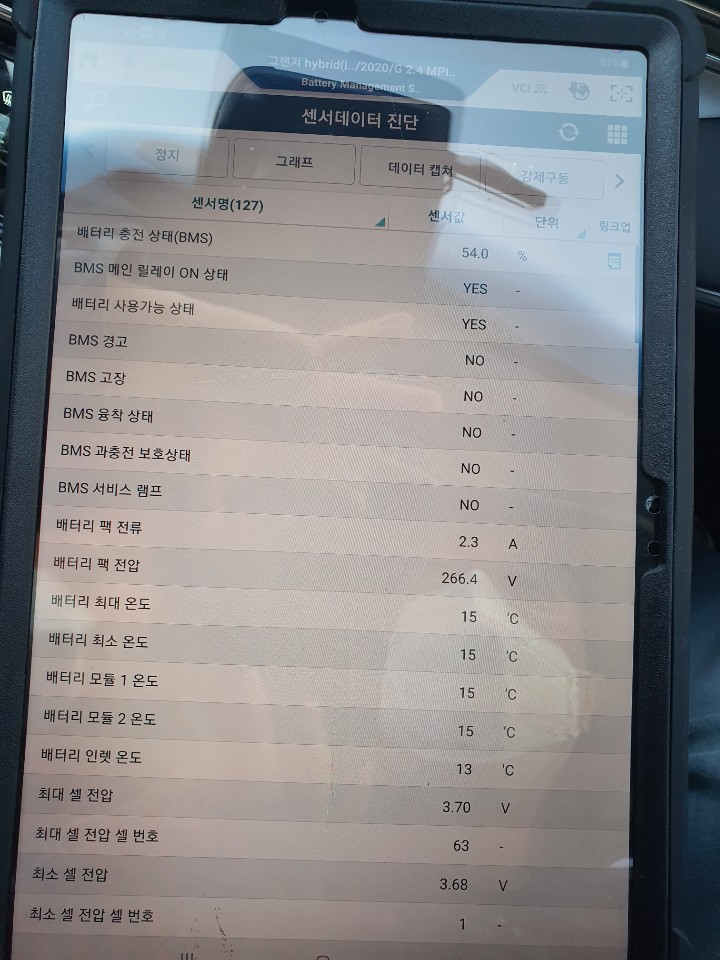 그랜저 hybrid(I../2020/G 2.4 MPI..
Battery Management S..
VCI
센서데이터 진단
정지 그래프 데이터 캡쳐 강제구동
센서명(127) 센서값 단위 링크업
배터리 충전 상태(BMS) 54.0 %
BMS 메인 릴레이 ON 상태 YES -
배터리 사용가능 상태 YES -
BMS 경고 NO -
BMS 고장 NO -
BMS 융착 상태 NO -
BMS 과충전 보호상태 NO -
BMS 서비스 램프 NO -
배터리 팩 전류 2.3 A
배터리 팩 전압 266.4 V
배터리 최대 온도 15 'C
배터리 최소 온도 15 'C
배터리 모듈 1 온도 15 'C
배터리 모듈 2 온도 15 'C
배터리 인렛 온도 13 'C
최대 셀 전압 3.70 V
최대 셀 전압 셀 번호 63 -
최소 셀 전압 3.68 V
최소 셀 전압 셀 번호 1 -